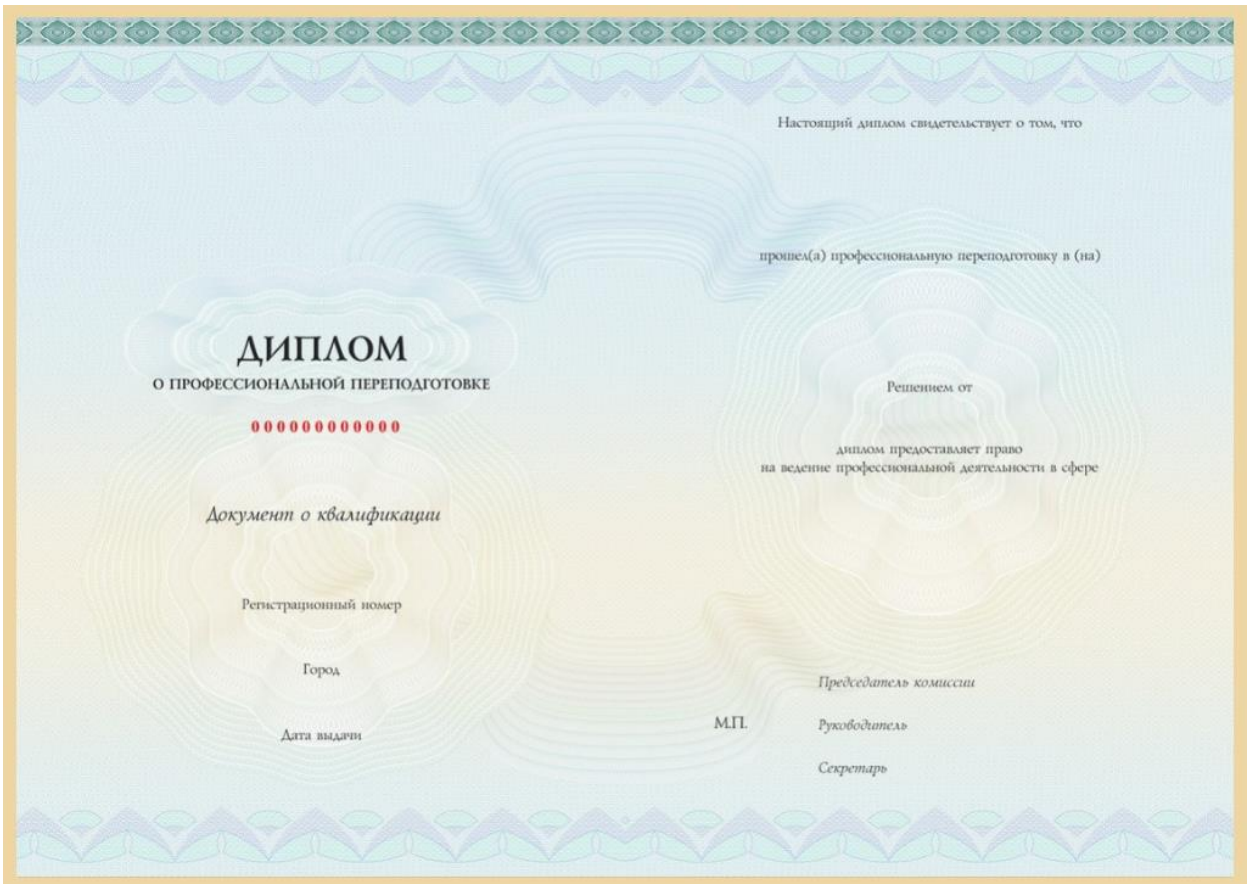 ДИПЛОМ
О ПРОФЕССИОНАЛЬНОЙ ПЕРЕПОДГОТОВКЕ
000000000000
Документ о квалификации
Регистрационный номер
Город
Дата выдачи
Настоящий диплом свидетельствует о том, что
прошел(а) профессиональную переподготовку в (на)
Решением от
диплом предоставляет право
на ведение профессиональной деятельности в сфере
Председатель комиссии
М.П.
Руководитель
Секретарь